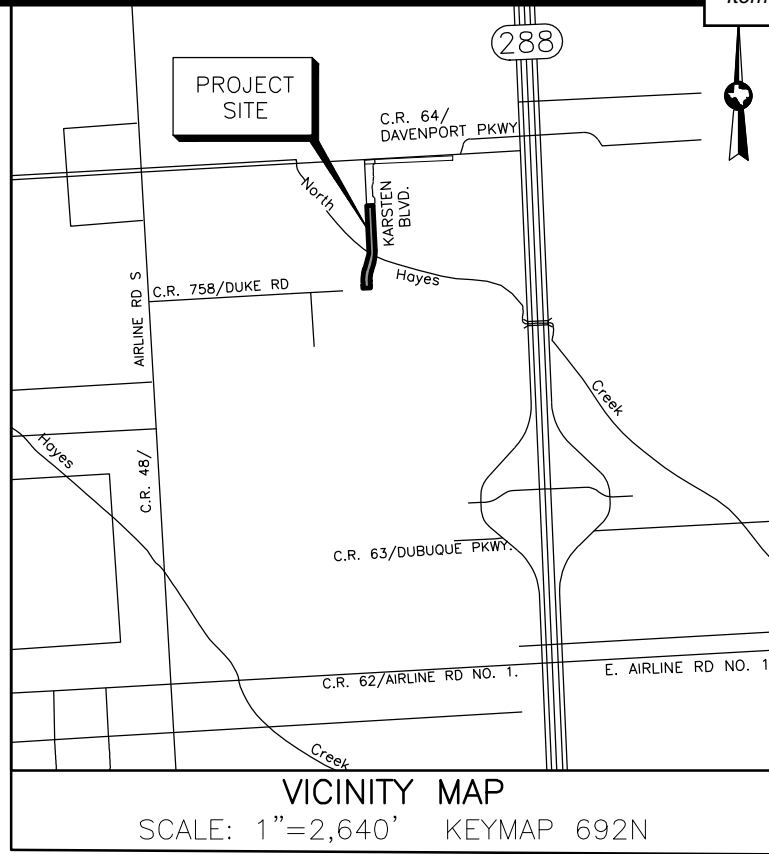 288
PROJECT
SITE
C.R. 64/
DAVENPORT PKWY
North
KARSTEN
BLVD.
Hayes
AIRLINE RD S
C.R. 758/DUKE RD
Creek
Hayes
C.R. 48/
C.R. 63/DUBUQUE PKWY.
C.R. 62/AIRLINE RD NO. 1.
E. AIRLINE RD NO. 1
Creek
VICINITY MAP
SCALE: 1"=2,640' KEYMAP 692N